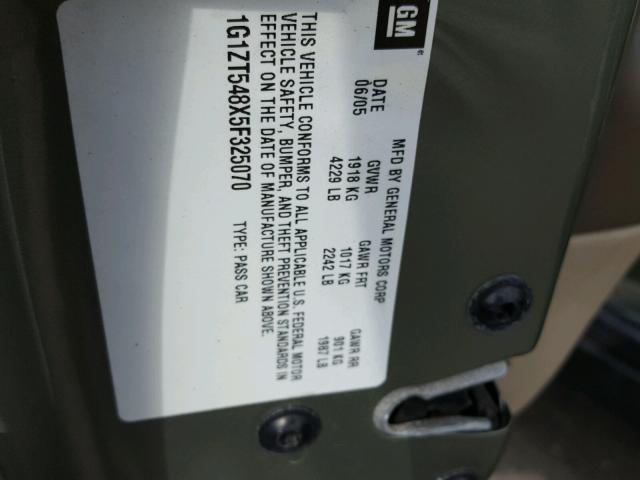 GM
MFD BY GENERAL MOTORS CORP
DATE GVWR GAWR FRT GAWR RR
06/05 1918 KG 1017 KG 901 KG
4229 LB 2242 LB 1987 LB
THIS VEHICLE CONFORMS TO ALL APPLICABLE U.S. FEDERAL MOTOR
VEHICLE SAFETY, BUMPER, AND THEFT PREVENTION STANDARDS IN
EFFECT ON THE DATE OF MANUFACTURE SHOWN ABOVE.
1G1ZT548X5F325070 TYPE: PASS CAR